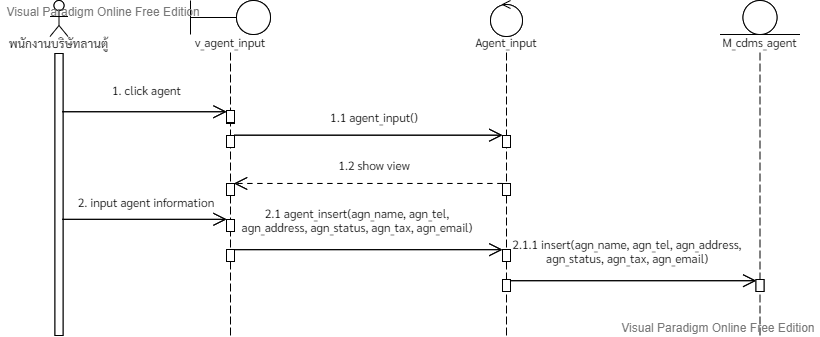 Visual Paradigm Online Free Edition
พนักงานบริษัทลานตู้
v_agent_input
Agent_input
M_cdms_agent
1. click agent
1.1 agent_input()
1.2 show view
2. input agent information
2.1 agent_insert(agn_name, agn_tel,
agn_address, agn_status, agn_tax, agn_email)
2.1.1 insert(agn_name, agn_tel, agn_address,
agn_status, agn_tax, agn_email)
Visual Paradigm Online Free Edition